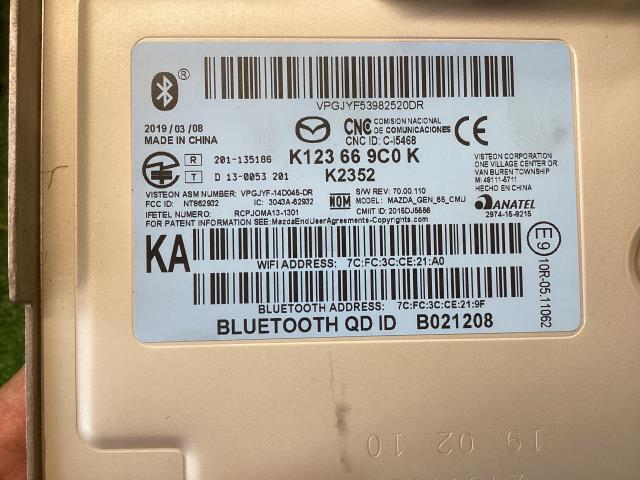 VPGJYF53982520DR
2019/03/08
MADE IN CHINA
CNC COMISION NACIONAL DE COMUNICACIONES
CNC ID: C-15468
R 201-135186
T D 13-0053 201
K123 66 9C0 K
K2352
VISTEON CORPORATION
ONE VILLAGE CENTER DR.
VAN BUREN TOWNSHIP
MI 48111-5711
HECHO EN CHINA
VISTEON ASM NUMBER: VPGJYF-14D045-DR
S/W REV: 70.00.110
FCC ID: NT862932
IC: 3043A-62932
NOM
MODEL: MAZDA_GEN_65_CMU
IFETEL NUMERO: RCPJOMA13-1301
CMIIT ID: 2015DJ5556
FOR PATENT INFORMATION SEE: MazdaEndUserAgreements-Copyrights.com
ANATEL
2974-15-9215
KA
WIFI ADDRESS: 7C:FC:3C:CE:21:A0
BLUETOOTH ADDRESS: 7C:FC:3C:CE:21:9F
BLUETOOTH QD ID B021208
E9
10R-05.11062
19 02 10